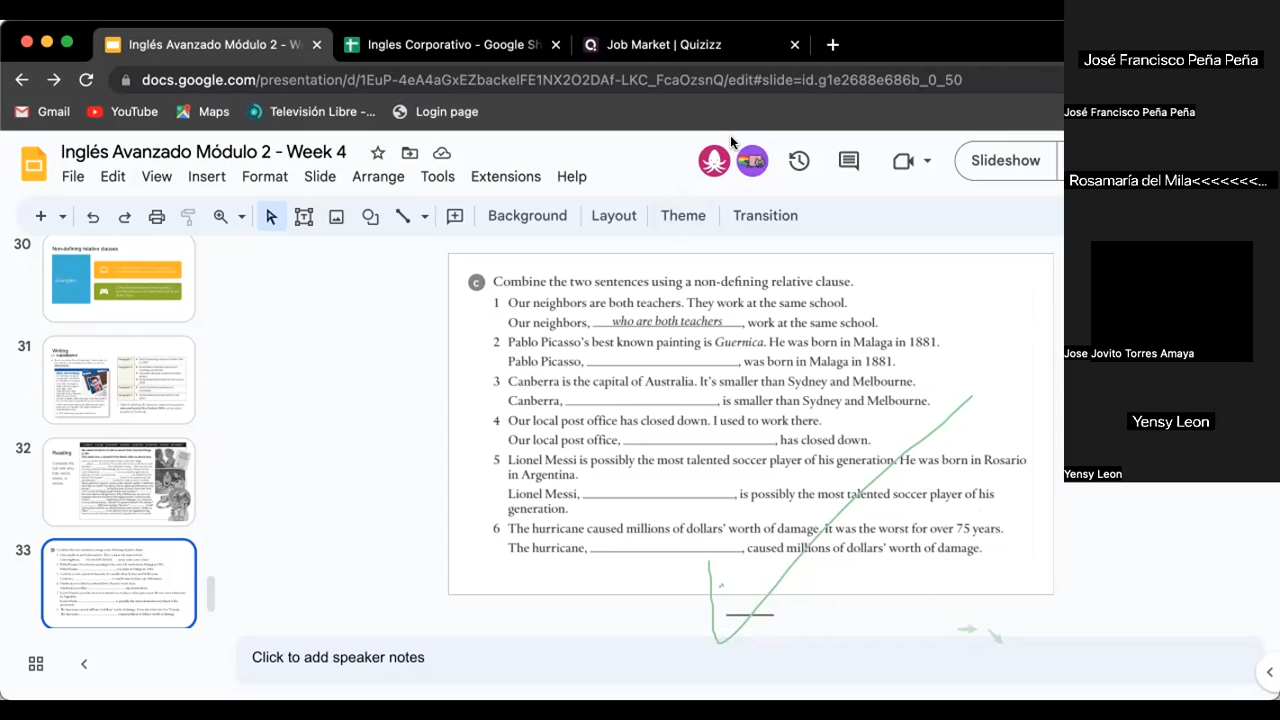 Inglés Avanzado Módulo 2 - W
Ingles Corporativo - Google Sh
Job Market | Quizizz
docs.google.com/presentation/d/1EuP-4eA4aGxEZbackeIFE1NX2O2DAf-LKC_FcaOzsnQ/edit#slide=id.g1e2688e686b_0_50
Gmail
YouTube
Maps
Televisión Libre -...
Login page
Inglés Avanzado Módulo 2 - Week 4
File Edit View Insert Format Slide Arrange Tools Extensions Help
Slideshow
Background Layout Theme Transition
30
Non-defining relative clauses
31
Writing
32
Reading
33
C Combine the two sentences using a non-defining relative clause.
1 Our neighbors are both teachers. They work at the same school.
Our neighbors, who are both teachers, work at the same school.
2 Pablo Picasso's best known painting is Guernica. He was born in Malaga in 1881.
Pablo Picasso, in Malaga in 1881.
3 Canberra is the capital of Australia. It's smaller than Sydney and Melbourne.
Canberra, , is smaller than Sydney and Melbourne.
4 Our local post office has closed down. I used to work there.
Our local post office, , has closed down.
is possibly the most talented soccer player of his generation. He was born in Rosario
, is possibly the most talented soccer player of his
generation.
6 The hurricane caused millions of dollars' worth of damage. It was the worst for over 75 years.
The hurricane, , caused millions of dollars' worth of damage.
Click to add speaker notes
José Francisco Peña Peña
José Francisco Peña Peña
Rosamaría del Mila<<<<<<<...
Jose Jovito Torres Amaya
Yensy Leon
Yensy Leon